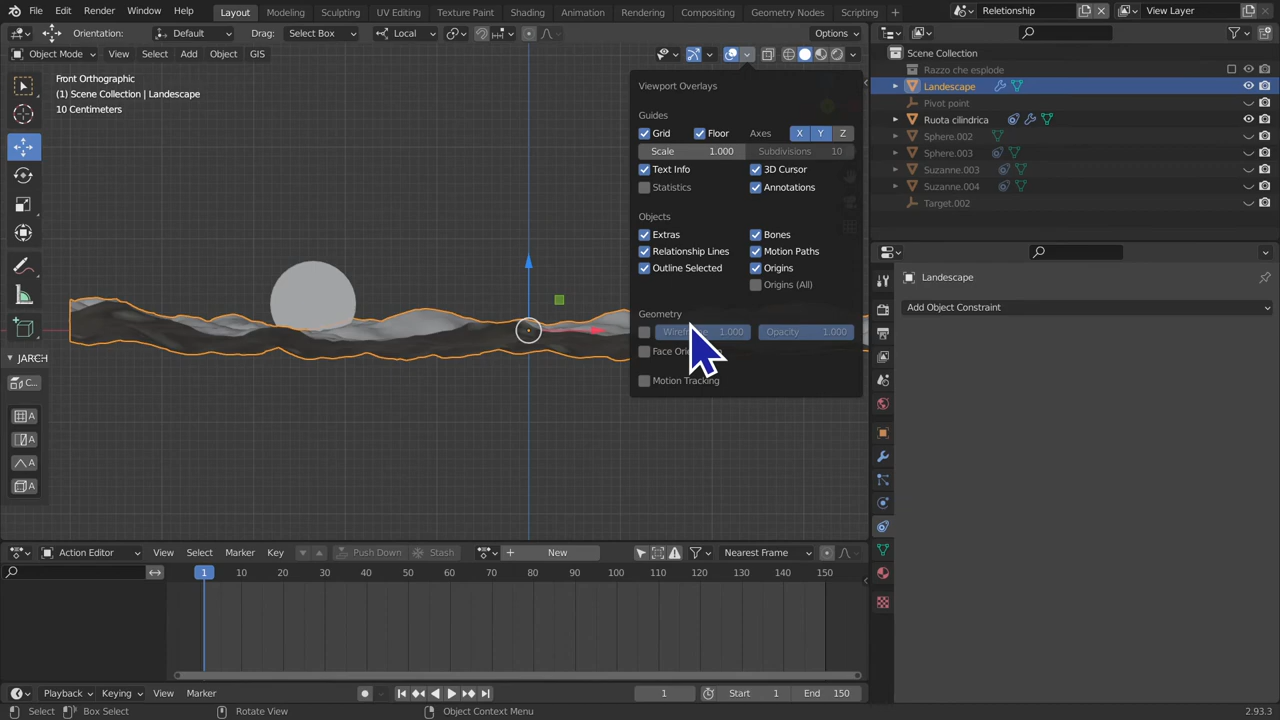 File Edit Render Window Help Layout Modeling Sculpting UV Editing Texture Paint Shading Animation Rendering Compositing Geometry Nodes Scripting + Relationship View Layer
Orientation: Default Drag: Select Box Local Options
Object Mode View Select Add Object GIS
Front Orthographic
(1) Scene Collection | Landscape
10 Centimeters
JARCH
C...
A
A
A
A
Viewport Overlays
Guides
Grid Floor Axes X Y Z
Scale 1.000 Subdivisions 10
Text Info 3D Cursor
Statistics Annotations
Objects
Extras Bones
Relationship Lines Motion Paths
Outline Selected Origins
Origins (All)
Geometry
1.000 Opacity 1.000
Face
Motion Tracking
Scene Collection
Razzo che esplode
Landscape
Pivot point
Ruota cilindrica
Sphere.002
Sphere.003
Suzanne.003
Suzanne.004
Target.002
Landscape
Add Object Constraint
Action Editor View Select Marker Key Push Down Stash + New Nearest Frame
1 10 20 30 40 50 60 70 80 90 100 110 120 130 140 150
Playback Keying View Marker 1 Start 1 End 150
Select Box Select Rotate View Object Context Menu 2.93.3